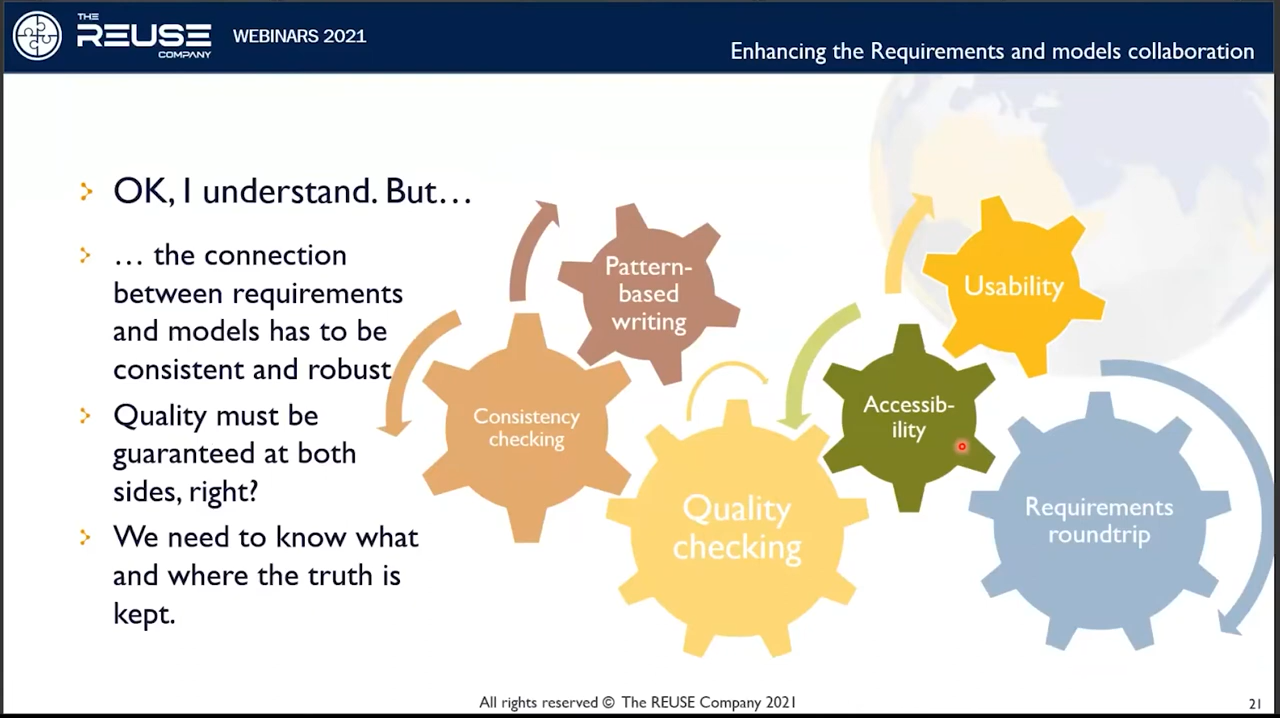 THE
REUSE
COMPANY
WEBINARS 2021
Enhancing the Requirements and models collaboration
OK, I understand. But…
… the connection
between requirements
and models has to be
consistent and robust
Quality must be
guaranteed at both
sides, right?
We need to know what
and where the truth is
kept.
Pattern-
based
writing
Consistency
checking
Quality
checking
Accessib-
ility
Usability
Requirements
roundtrip
All rights reserved © The REUSE Company 2021
21